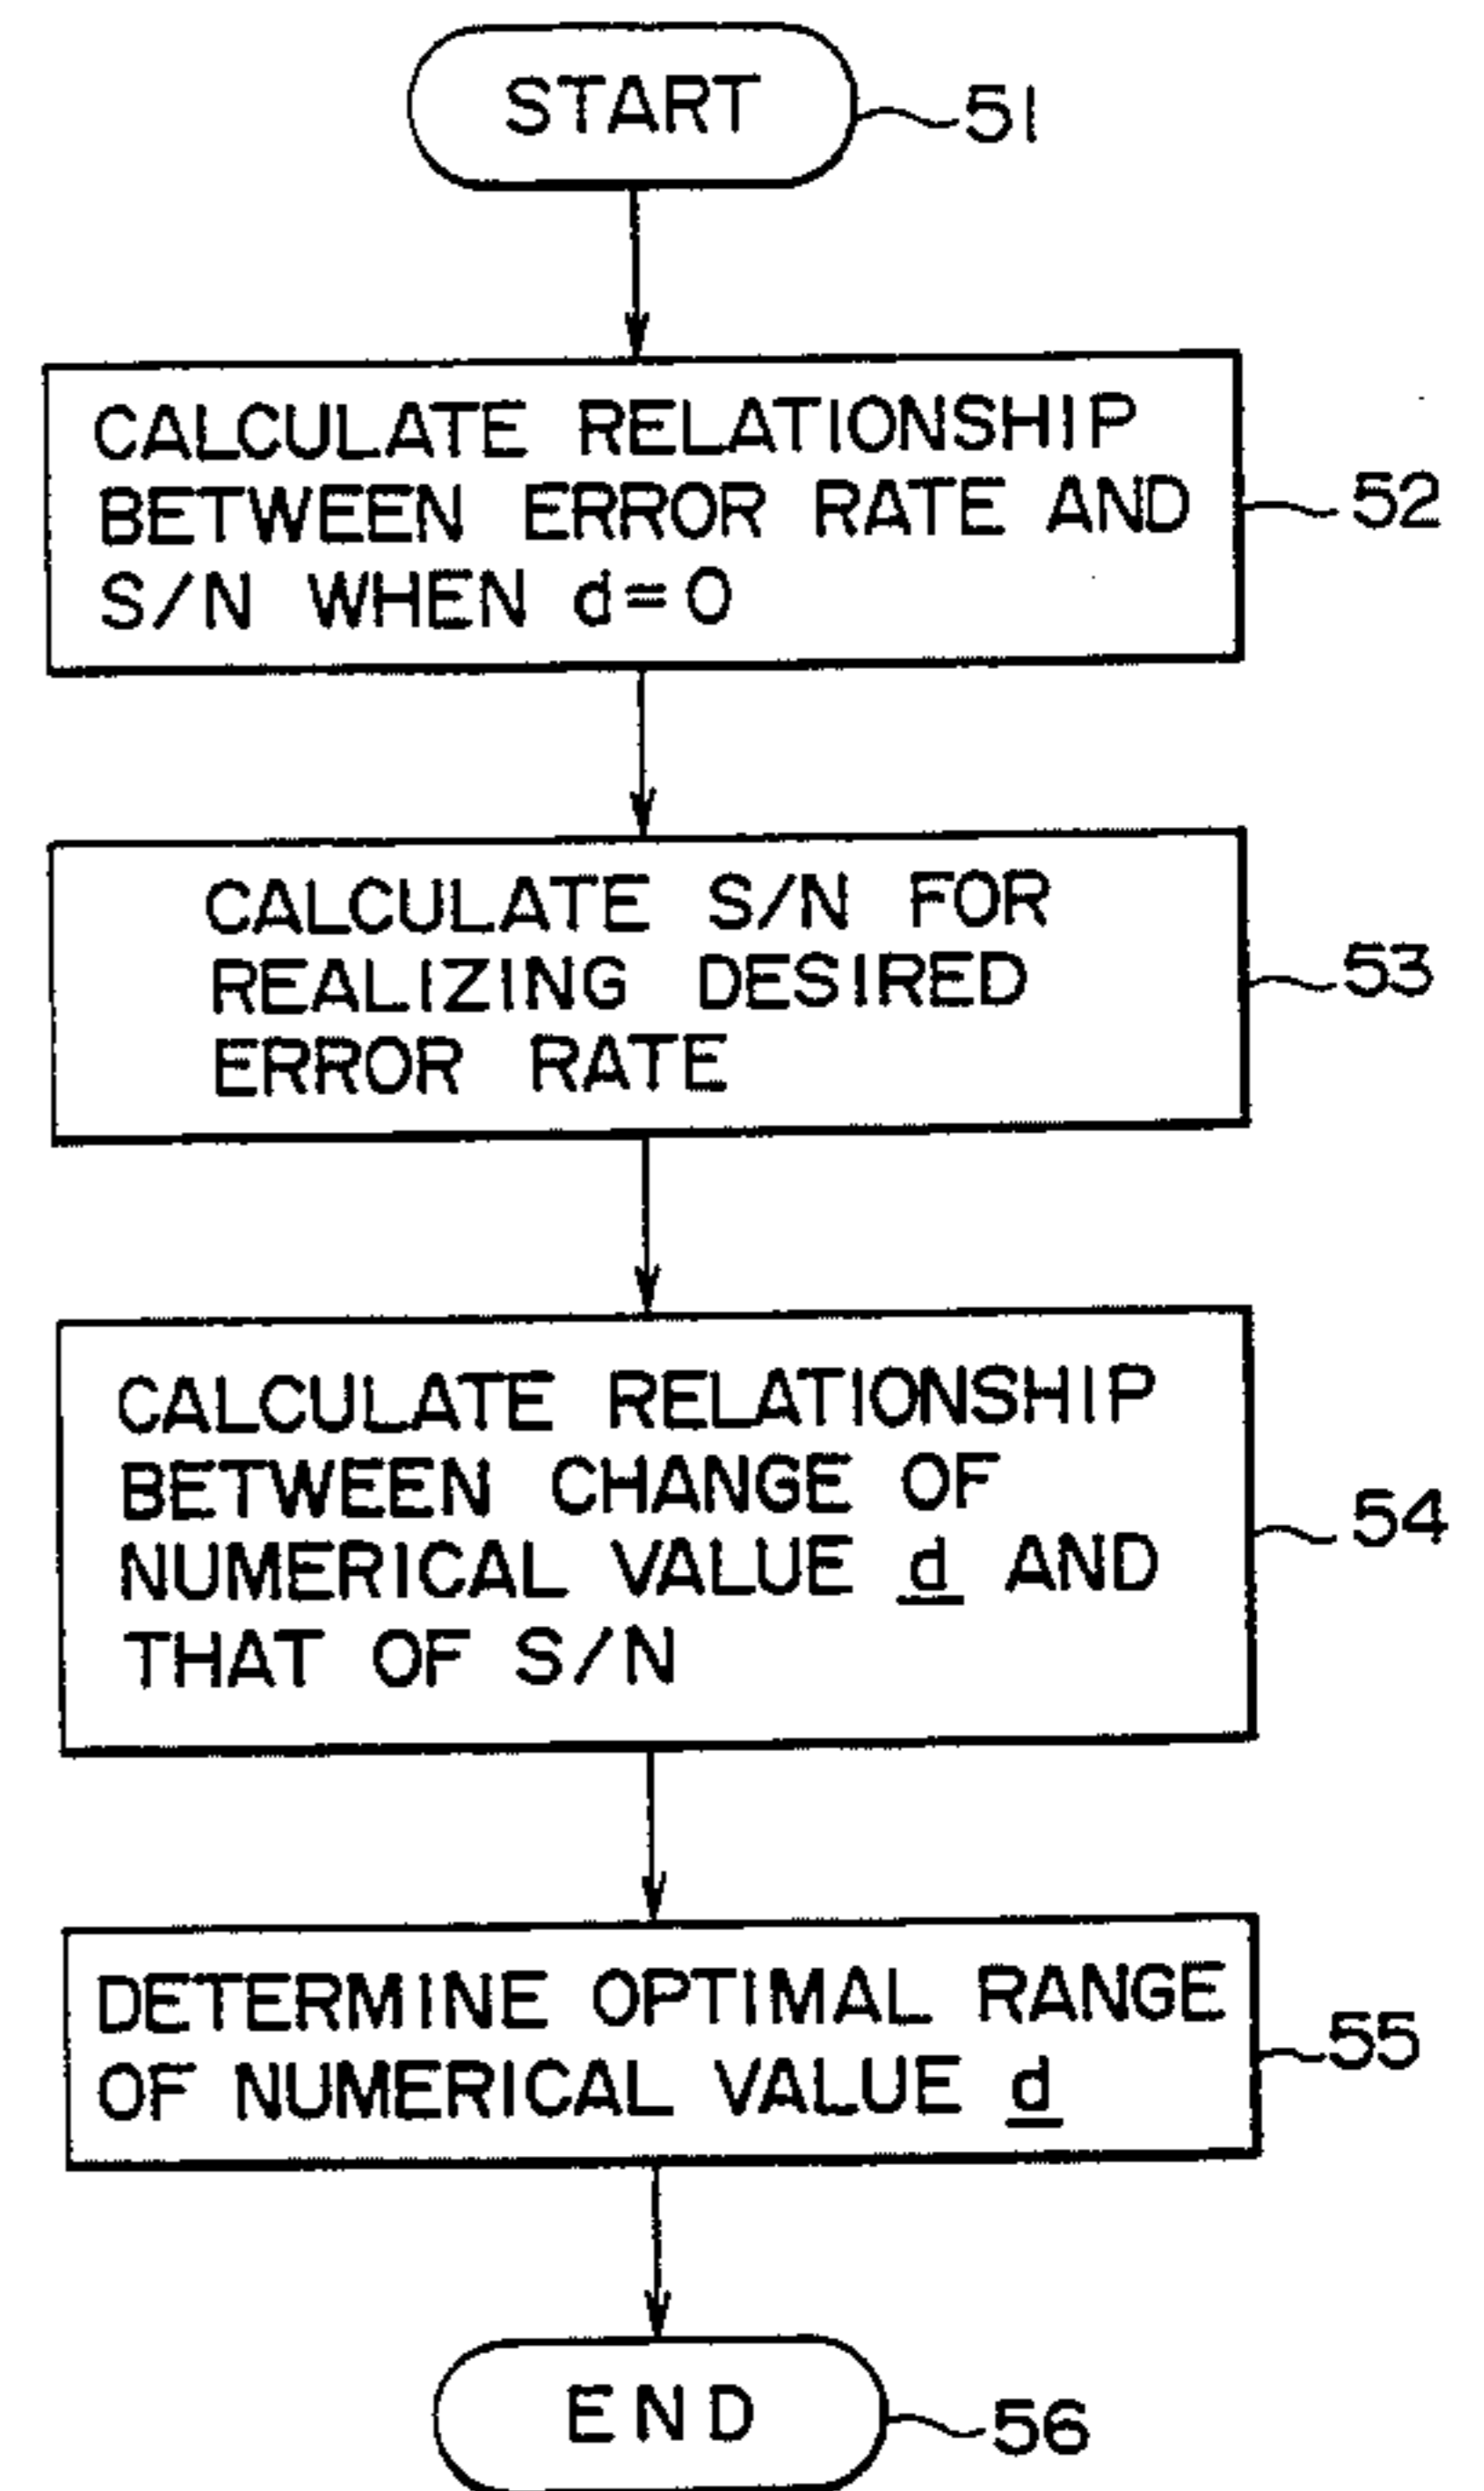 START
51
CALCULATE RELATIONSHIP
BETWEEN ERROR RATE AND
S/N WHEN d=0
52
CALCULATE S/N FOR
REALIZING DESIRED
ERROR RATE
53
CALCULATE RELATIONSHIP
BETWEEN CHANGE OF
NUMERICAL VALUE d AND
THAT OF S/N
54
DETERMINE OPTIMAL RANGE
OF NUMERICAL VALUE d
55
END
56